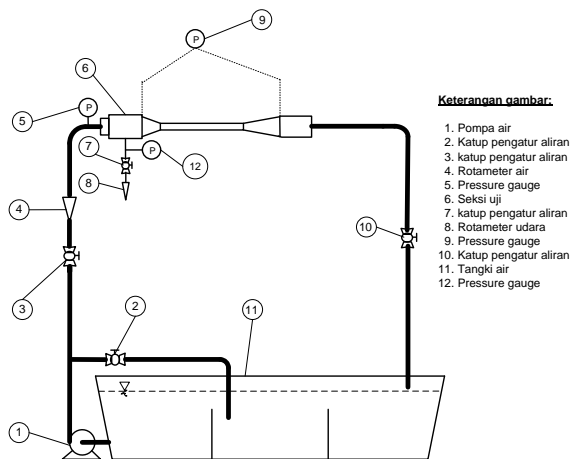 P
9
6
5
P
P
12
7
8
4
3
2
11
10
1
Keterangan gambar:
1. Pompa air
2. Katup pengatur aliran
3. katup pengatur aliran
4. Rotameter air
5. Pressure gauge
6. Seksi uji
7. katup pengatur aliran
8. Rotameter udara
9. Pressure gauge
10. Katup pengatur aliran
11. Tangki air
12. Pressure gauge